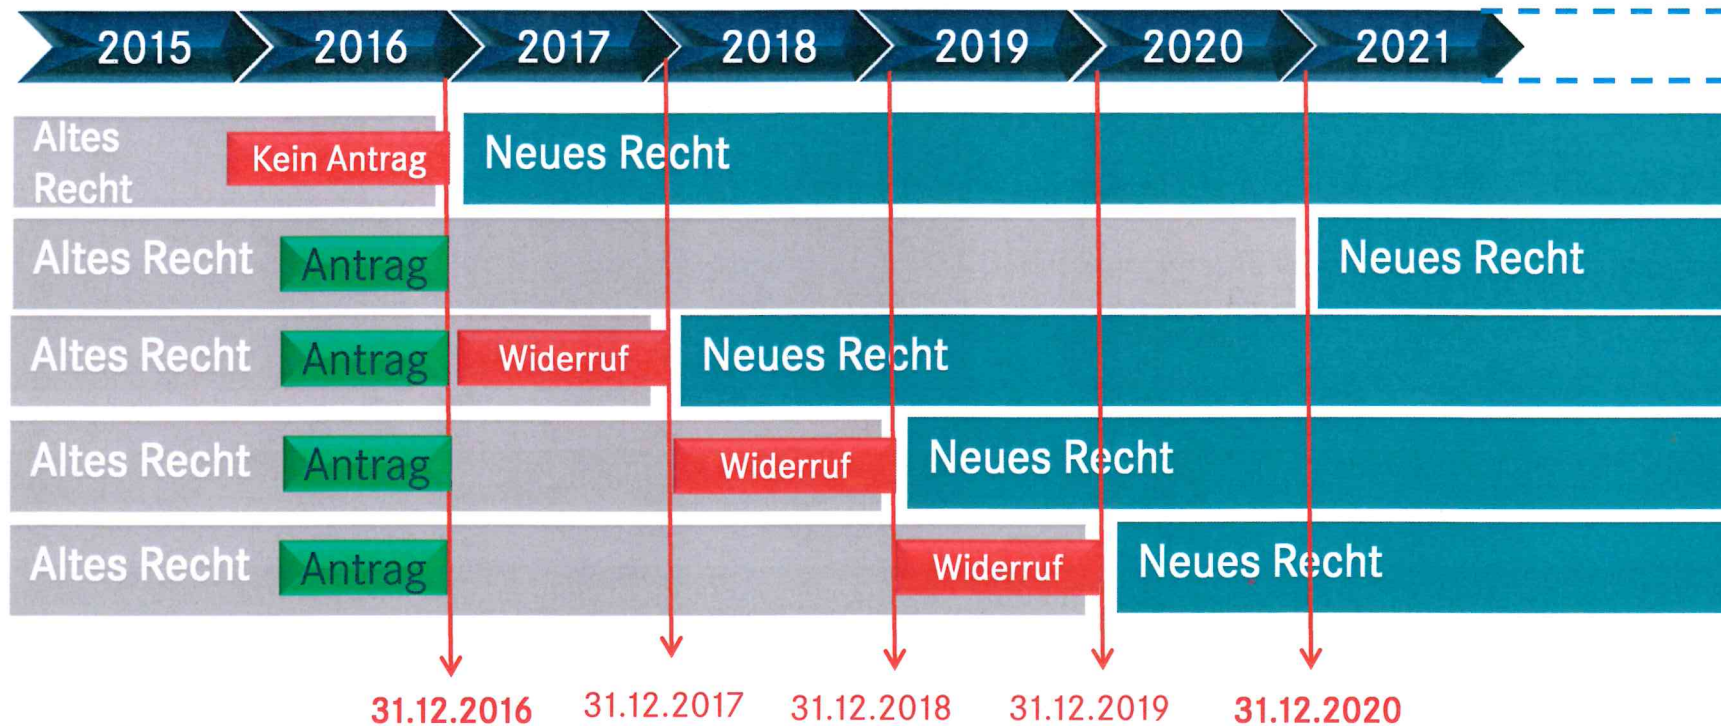 2015 2016 2017 2018 2019 2020 2021
Altes
Recht
Kein Antrag
Neues Recht
Altes Recht Antrag Neues Recht
Altes Recht Antrag Widerruf Neues Recht
Altes Recht Antrag Widerruf Neues Recht
Altes Recht Antrag Widerruf Neues Recht
31.12.2016 31.12.2017 31.12.2018 31.12.2019 31.12.2020